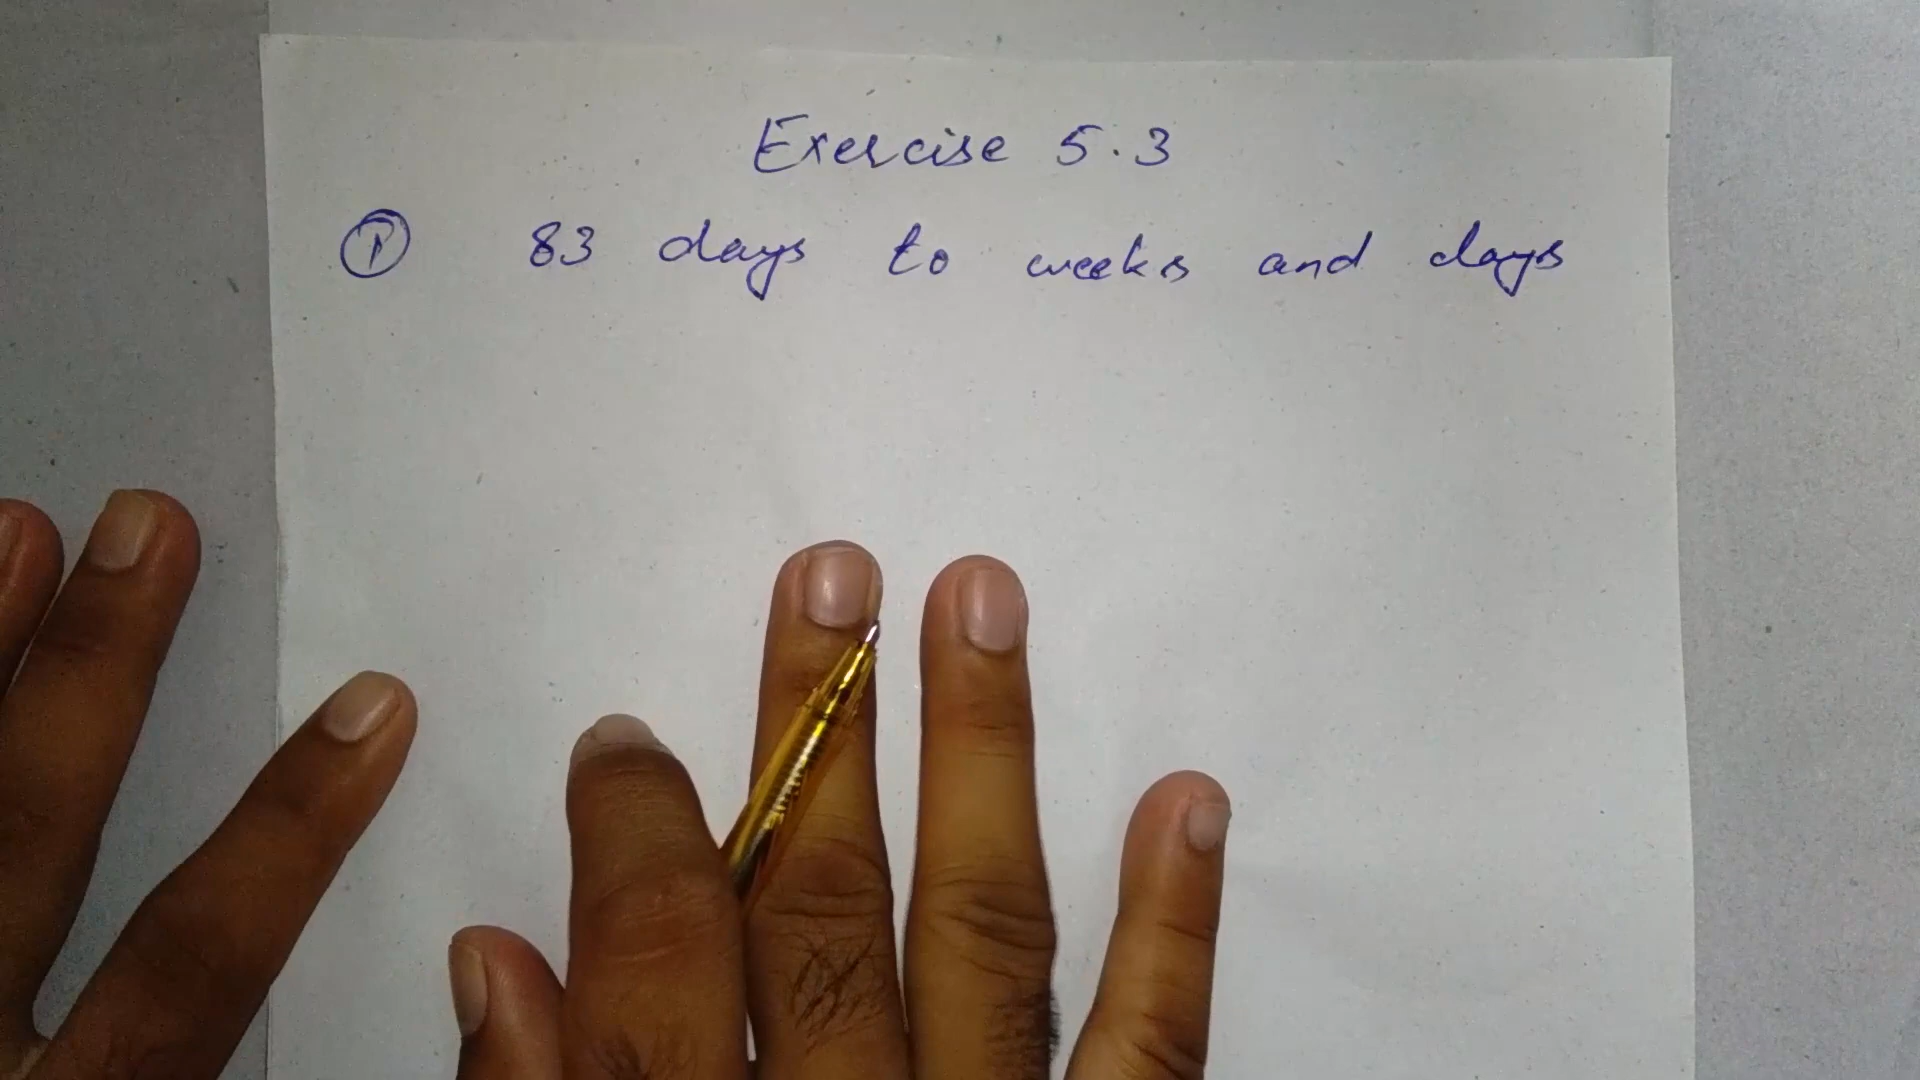 Exercise 5.3
① 83 days to weeks and days